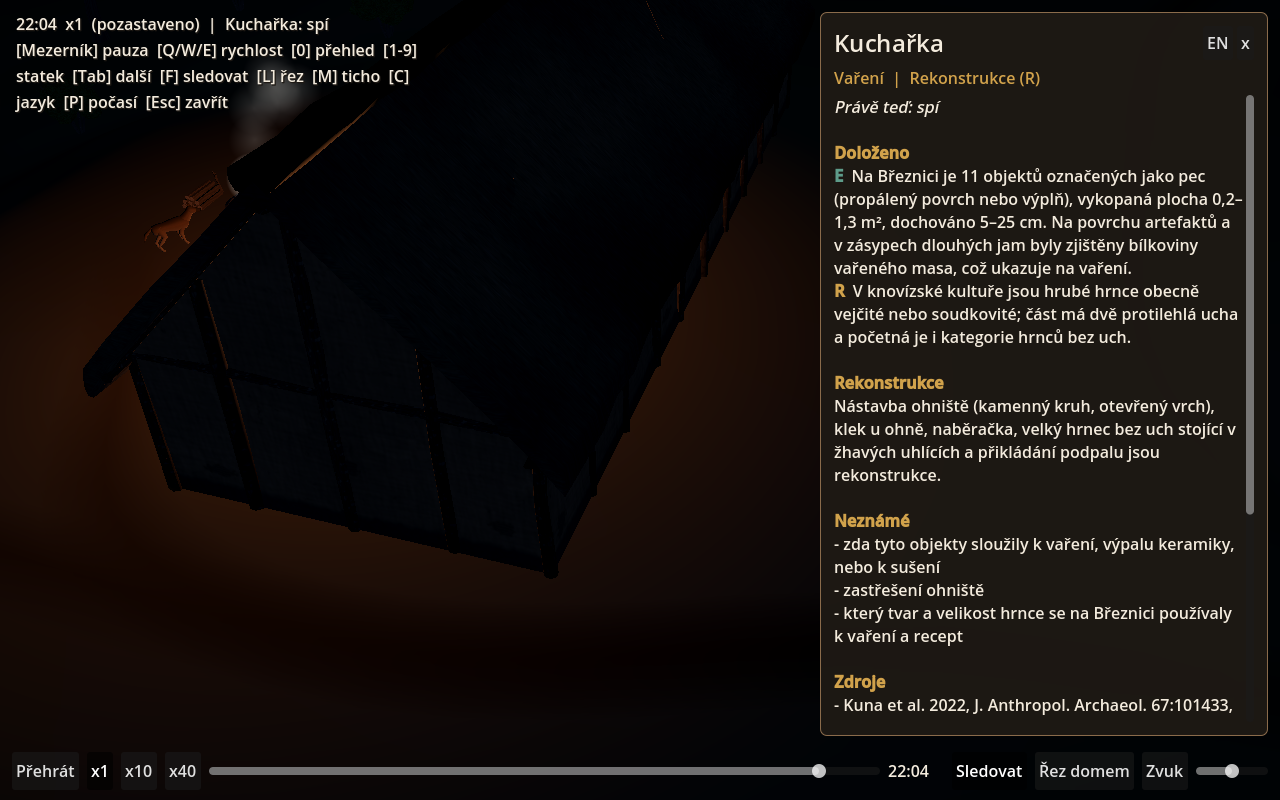 22:04  x1  (pozastaveno)  |  Kuchařka: spí
[Mezerník] pauza  [Q/W/E] rychlost  [0] přehled  [1-9]
statek  [Tab] další  [F] sledovat  [L] řez  [M] ticho  [C]
jazyk  [P] počasí  [Esc] zavřít
Kuchařka
EN  x
Vaření  |  Rekonstrukce (R)
Právě teď: spí
Doloženo
E  Na Březnici je 11 objektů označených jako pec
(propálený povrch nebo výplň), vykopaná plocha 0,2–
1,3 m², dochováno 5–25 cm. Na povrchu artefaktů a
v zásypech dlouhých jam byly zjištěny bílkoviny
vařeného masa, což ukazuje na vaření.
R  V knovízské kultuře jsou hrubé hrnce obecně
vejčité nebo soudkovité; část má dvě protilehlá ucha
a početná je i kategorie hrnců bez uch.
Rekonstrukce
Nástavba ohniště (kamenný kruh, otevřený vrch),
klek u ohně, naběračka, velký hrnec bez uch stojící v
žhavých uhlících a přikládání podpalu jsou
rekonstrukce.
Neznámé
- zda tyto objekty sloužily k vaření, výpalu keramiky,
nebo k sušení
- zastřešení ohniště
- který tvar a velikost hrnce se na Březnici používaly
k vaření a recept
Zdroje
- Kuna et al. 2022, J. Anthropol. Archaeol. 67:101433,
Přehrát  x1  x10  x40  22:04  Sledovat  Řez domem  Zvuk